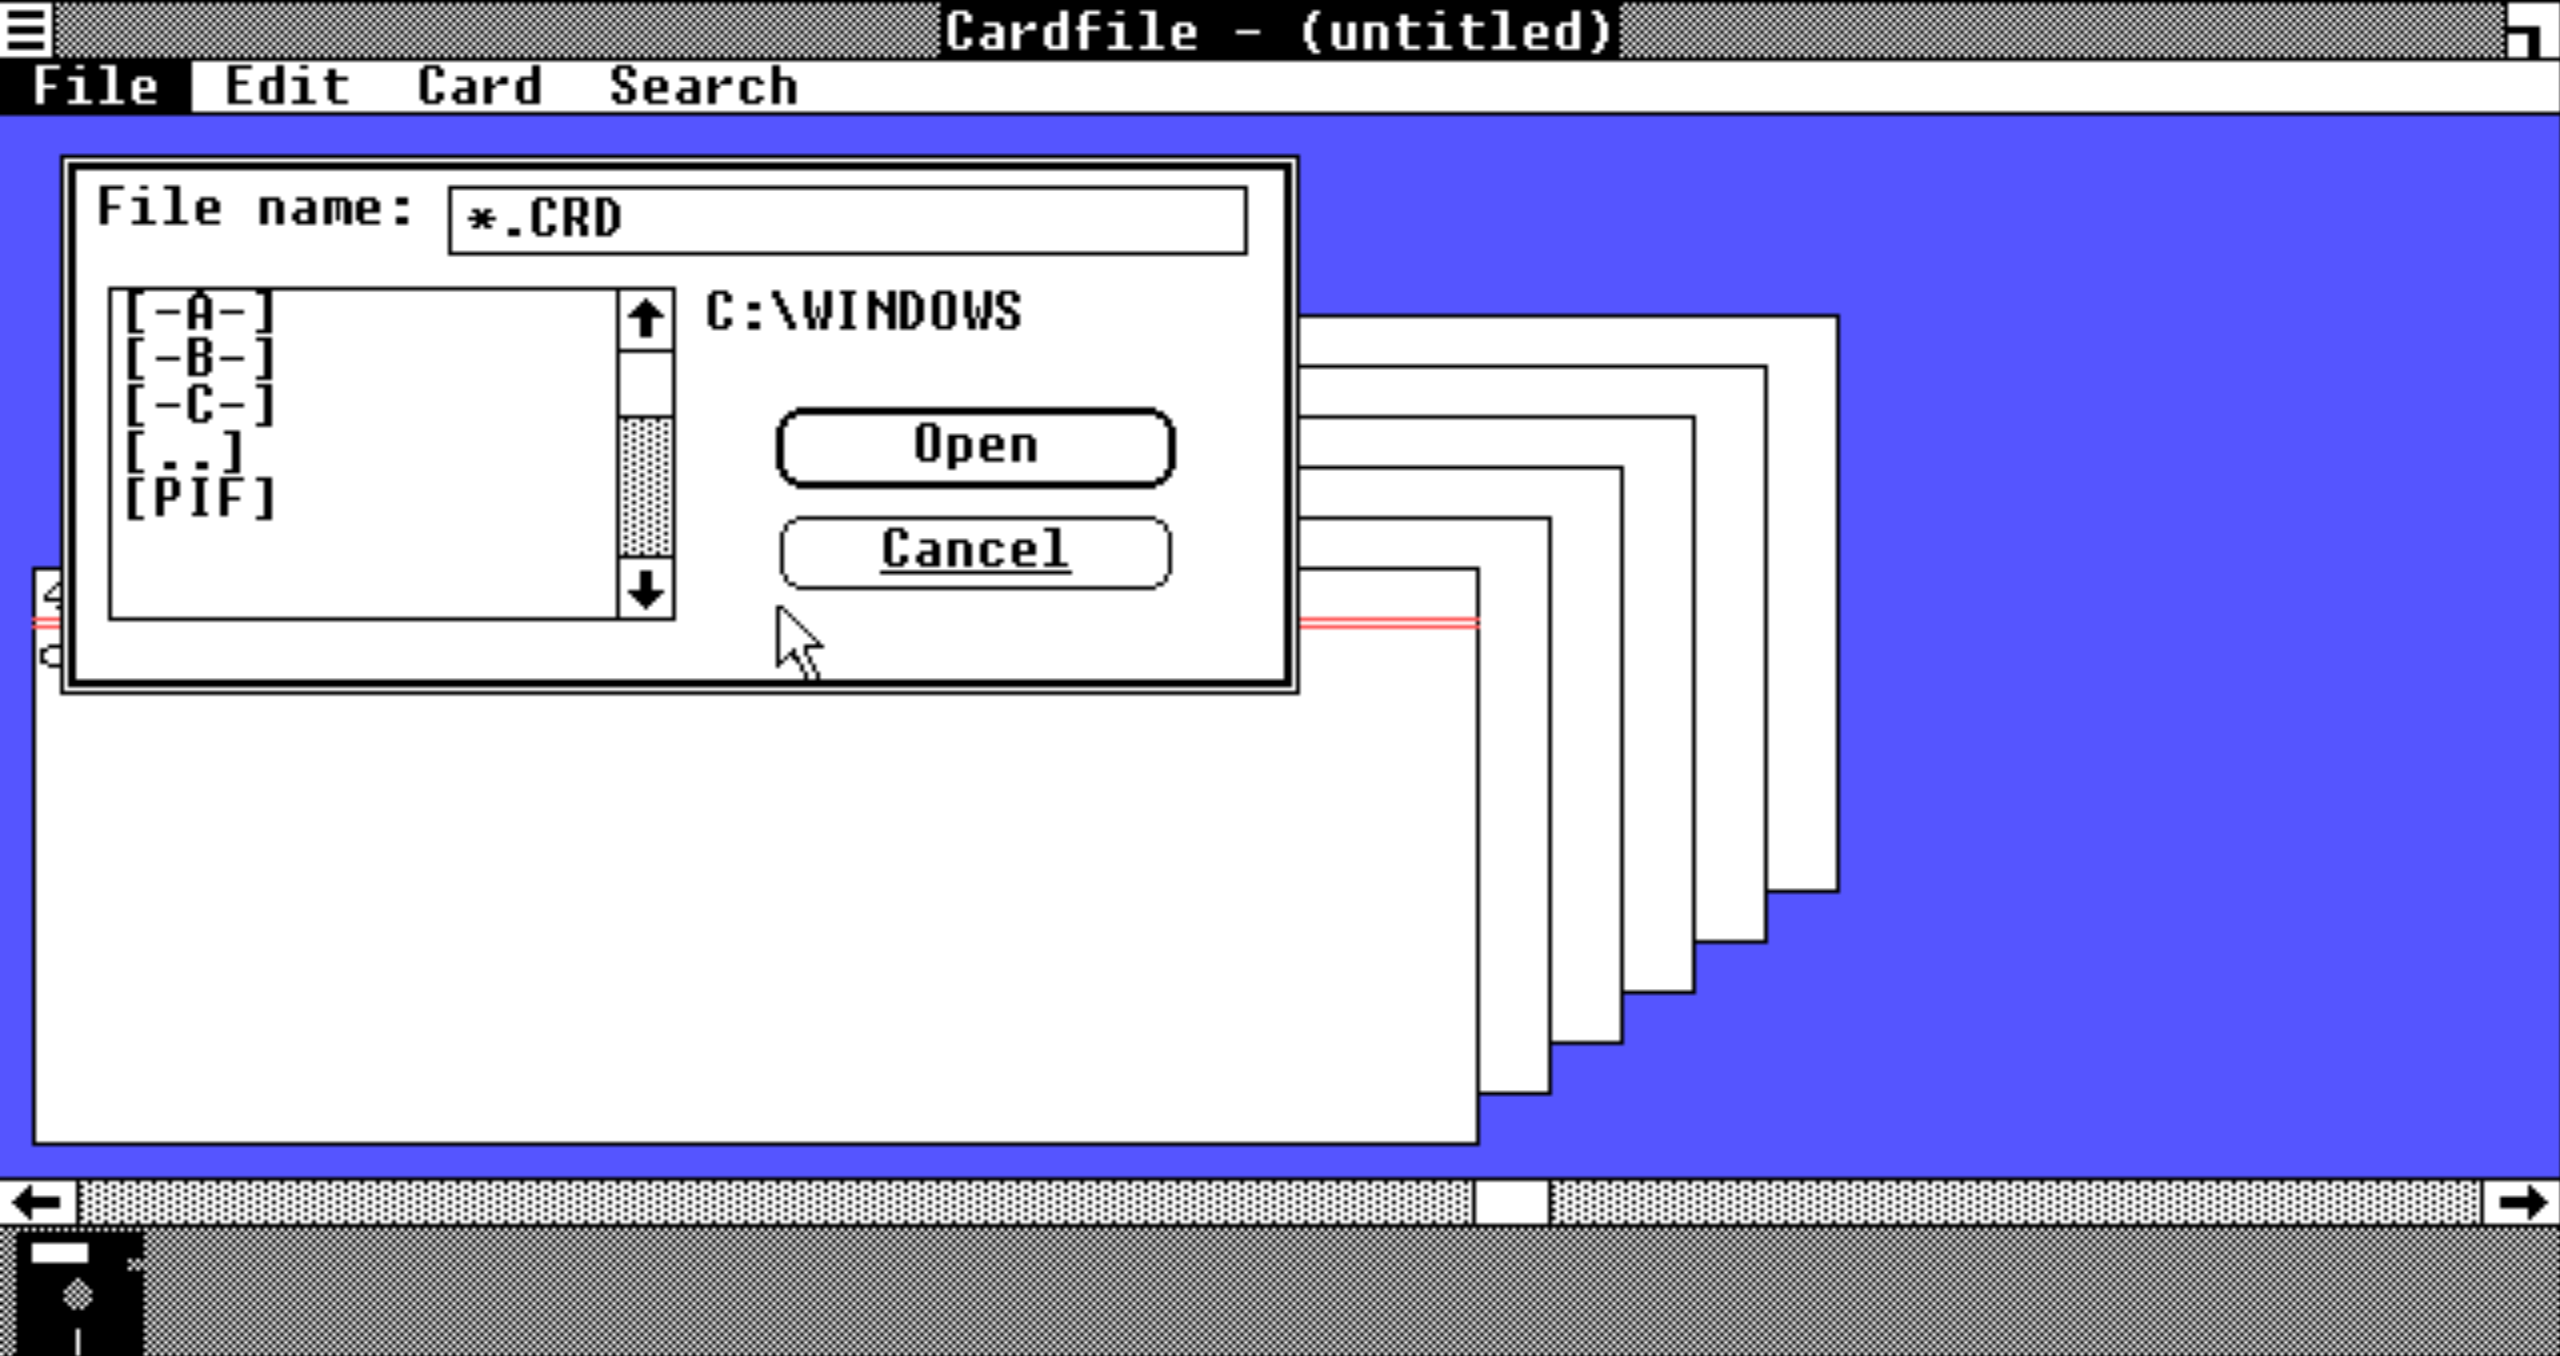 Cardfile - (untitled)
File Edit Card Search
File name: *.CRD
[-A-]
[-B-]
[-C-]
[..]
[PIF]
C:\WINDOWS
Open
Cancel